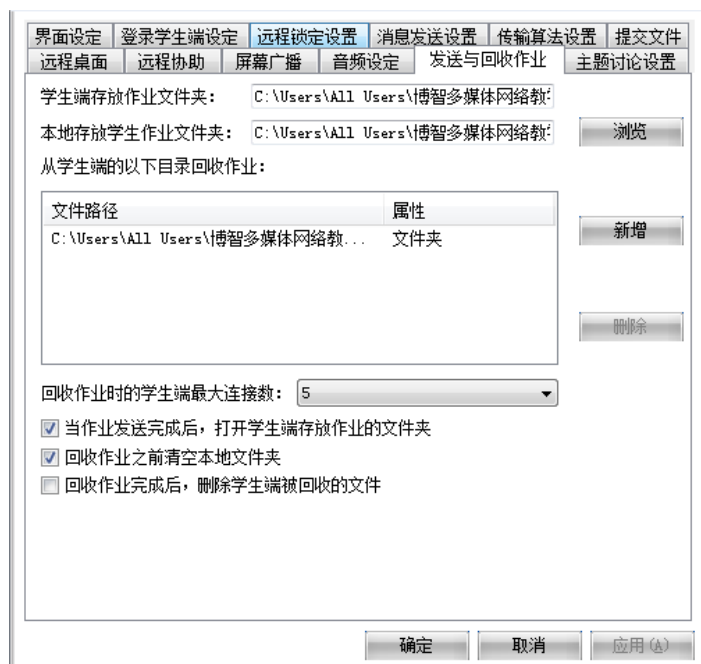 界面设定 登录学生端设定 远程锁定设置 消息发送设置 传输算法设置 提交文件
远程桌面 远程协助 屏幕广播 音频设定 发送与回收作业 主题讨论设置
学生端存放作业文件夹: C:\Users\All Users\博智多媒体网络教
本地存放学生作业文件夹: C:\Users\All Users\博智多媒体网络教 浏览
从学生端的以下目录回收作业:
文件路径 属性
C:\Users\All Users\博智多媒体网络教... 文件夹
新增
删除
回收作业时的学生端最大连接数: 5
当作业发送完成后，打开学生端存放作业的文件夹
回收作业之前清空本地文件夹
回收作业完成后，删除学生端被回收的文件
确定 取消 应用(A)